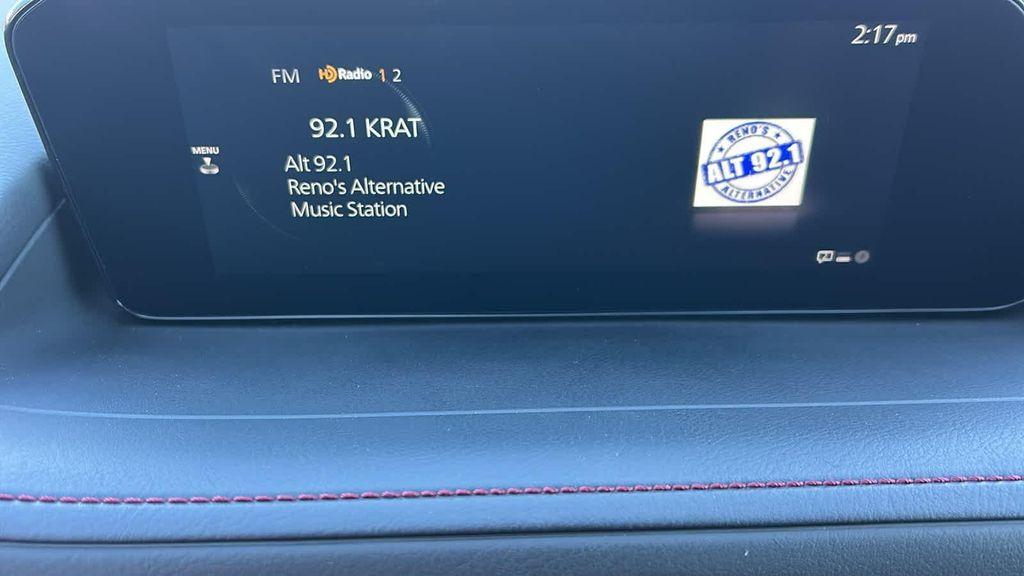 2:17pm
FM HD Radio 1 2
92.1 KRAT
MENU
Alt 92.1
Reno's Alternative
Music Station
RENO'S
ALT 92.1
ALTERNATIVE